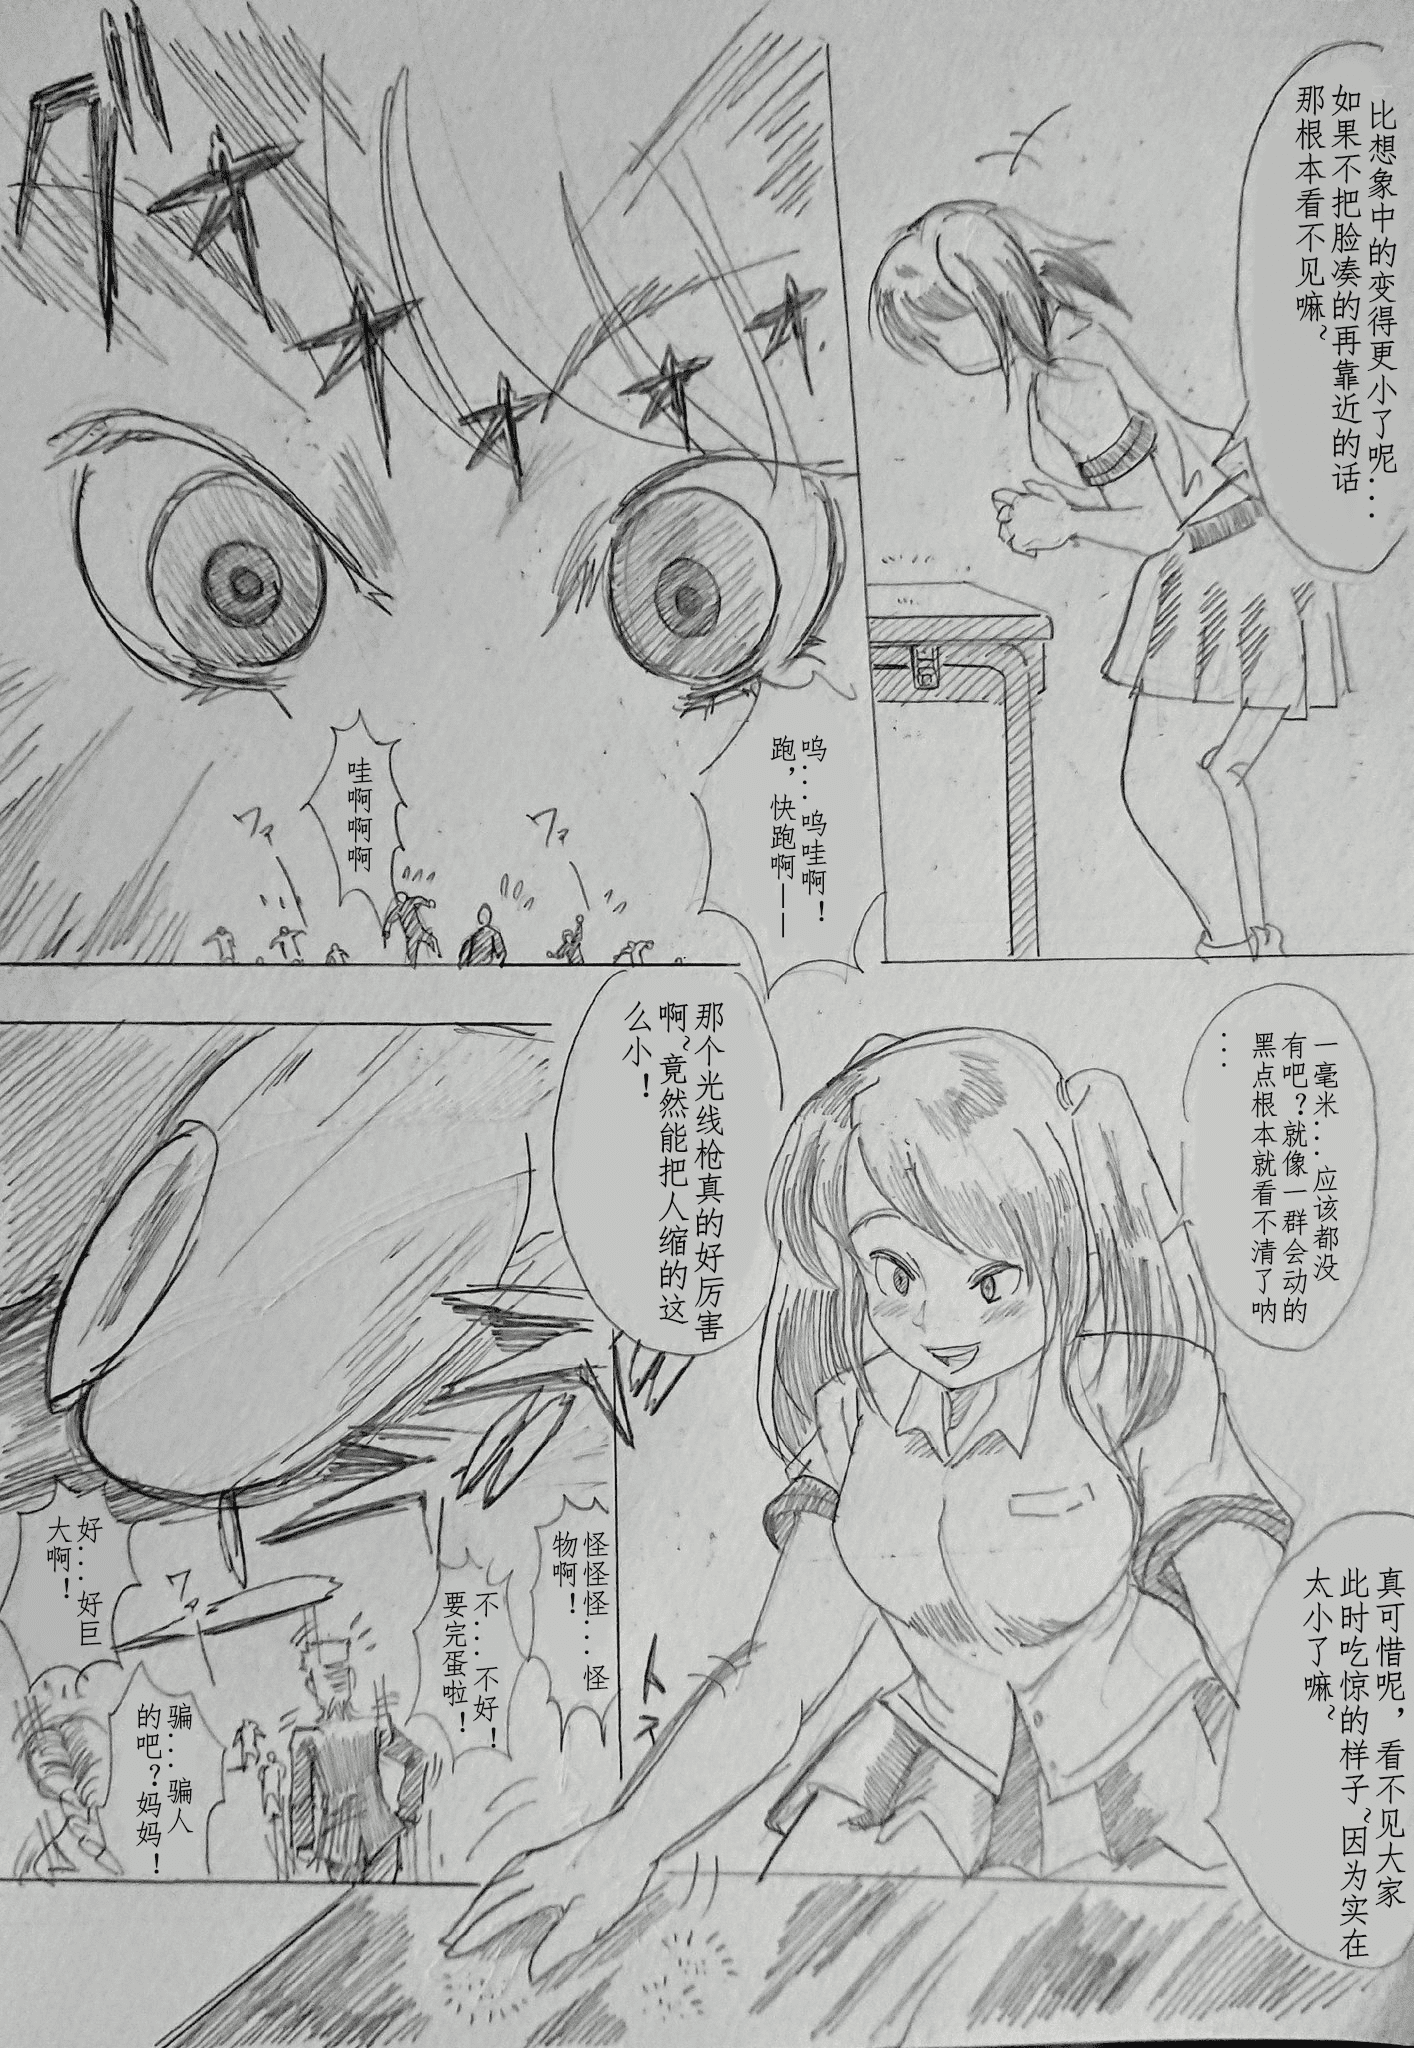 比想象中的变得更小了呢...
如果不把脸凑的再靠近的话
那根本看不见嘛~
グ
呜...呜哇啊！
跑，快跑啊——
ワァ
哇啊啊啊
ワァ
一毫米...应该都没
有吧？就像一群会动的
黑点根本就看不清了呐
...
那个光线枪真的好厉害
啊~竟然能把人缩的这
么小！
真可惜呢，看不见大家
此时吃惊的样子~因为实在
太小了嘛~
怪怪怪...怪
物啊！
不...不好！
要完蛋啦！
好...好巨
大啊！
ワァ
骗...骗人
的吧？妈妈！